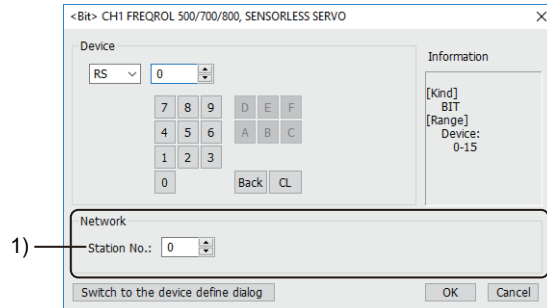 <Bit> CH1 FREQROL 500/700/800, SENSORLESS SERVO
Device
RS 0
7 8 9 D E F
4 5 6 A B C
1 2 3
0 Back CL
Information
[Kind]
BIT
[Range]
Device:
0-15
Network
1) Station No.: 0
Switch to the device define dialog OK Cancel